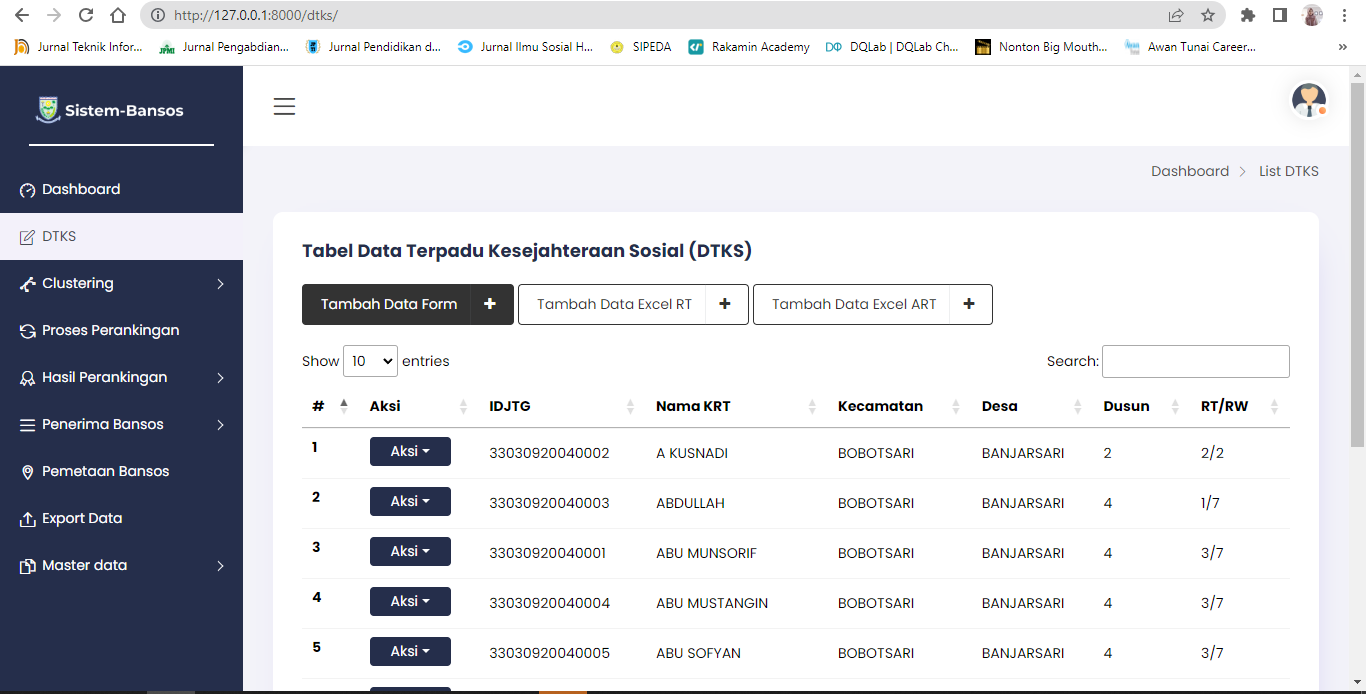 http://127.0.0.1:8000/dtks/
Jurnal Teknik Infor... Jurnal Pengabdian... Jurnal Pendidikan d... Jurnal Ilmu Sosial H... SIPEDA Rakamin Academy DQLab | DQLab Ch... Nonton Big Mouth... Awan Tunai Career... »
Sistem-Bansos
Dashboard
DTKS
Clustering
Proses Perankingan
Hasil Perankingan
Penerima Bansos
Pemetaan Bansos
Export Data
Master data
Dashboard > List DTKS
Tabel Data Terpadu Kesejahteraan Sosial (DTKS)
Tambah Data Form + Tambah Data Excel RT + Tambah Data Excel ART +
Show 10 entries Search:
# Aksi IDJTG Nama KRT Kecamatan Desa Dusun RT/RW
1 Aksi 33030920040002 A KUSNADI BOBOTSARI BANJARSARI 2 2/2
2 Aksi 33030920040003 ABDULLAH BOBOTSARI BANJARSARI 4 1/7
3 Aksi 33030920040001 ABU MUNSORIF BOBOTSARI BANJARSARI 4 3/7
4 Aksi 33030920040004 ABU MUSTANGIN BOBOTSARI BANJARSARI 4 3/7
5 Aksi 33030920040005 ABU SOFYAN BOBOTSARI BANJARSARI 4 3/7